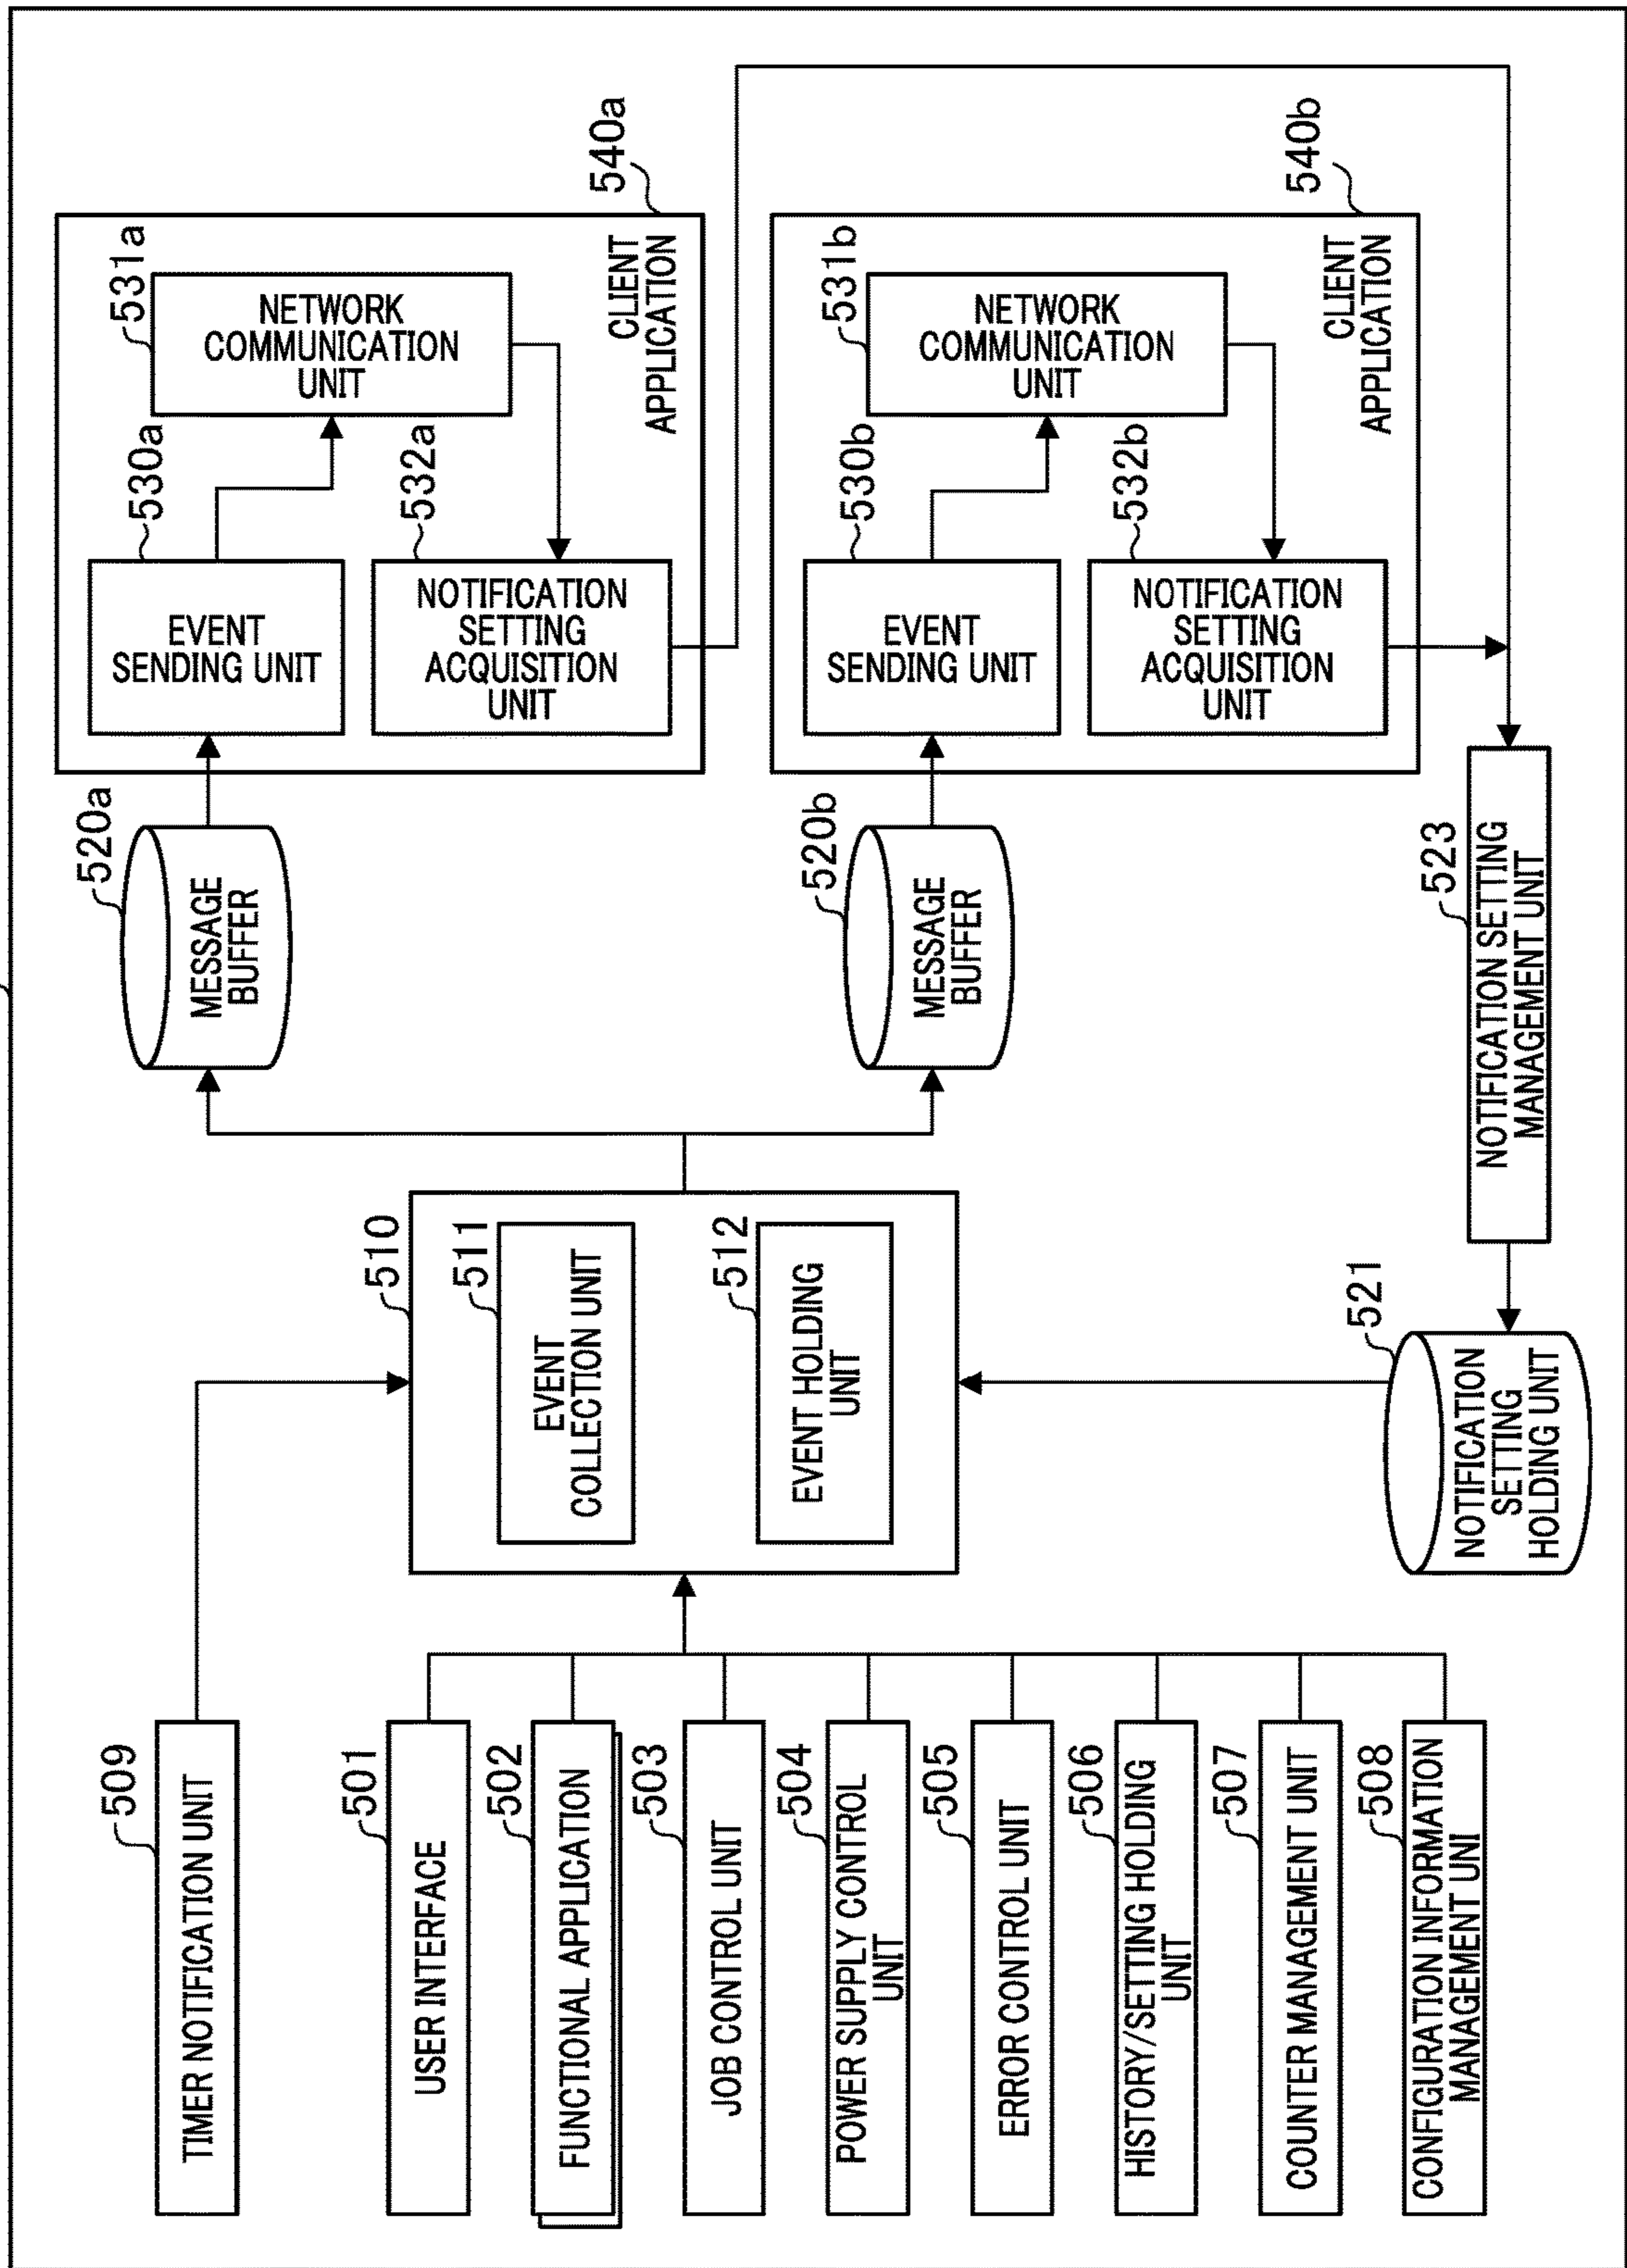 509
TIMER NOTIFICATION UNIT
501
USER INTERFACE
502
FUNCTIONAL APPLICATION
503
JOB CONTROL UNIT
504
POWER SUPPLY CONTROL
UNIT
505
ERROR CONTROL UNIT
506
HISTORY/SETTING HOLDING
UNIT
507
COUNTER MANAGEMENT UNIT
508
CONFIGURATION INFORMATION
MANAGEMENT UNI
510
511
EVENT
COLLECTION UNIT
512
EVENT HOLDING
UNIT
521
NOTIFICATION
SETTING
HOLDING UNIT
520a
MESSAGE
BUFFER
520b
MESSAGE
BUFFER
523
NOTIFICATION SETTING
MANAGEMENT UNIT
530a
EVENT
SENDING UNIT
531a
NETWORK
COMMUNICATION
UNIT
532a
NOTIFICATION
SETTING
ACQUISITION
UNIT
CLIENT
APPLICATION
540a
530b
EVENT
SENDING UNIT
531b
NETWORK
COMMUNICATION
UNIT
532b
NOTIFICATION
SETTING
ACQUISITION
UNIT
CLIENT
APPLICATION
540b